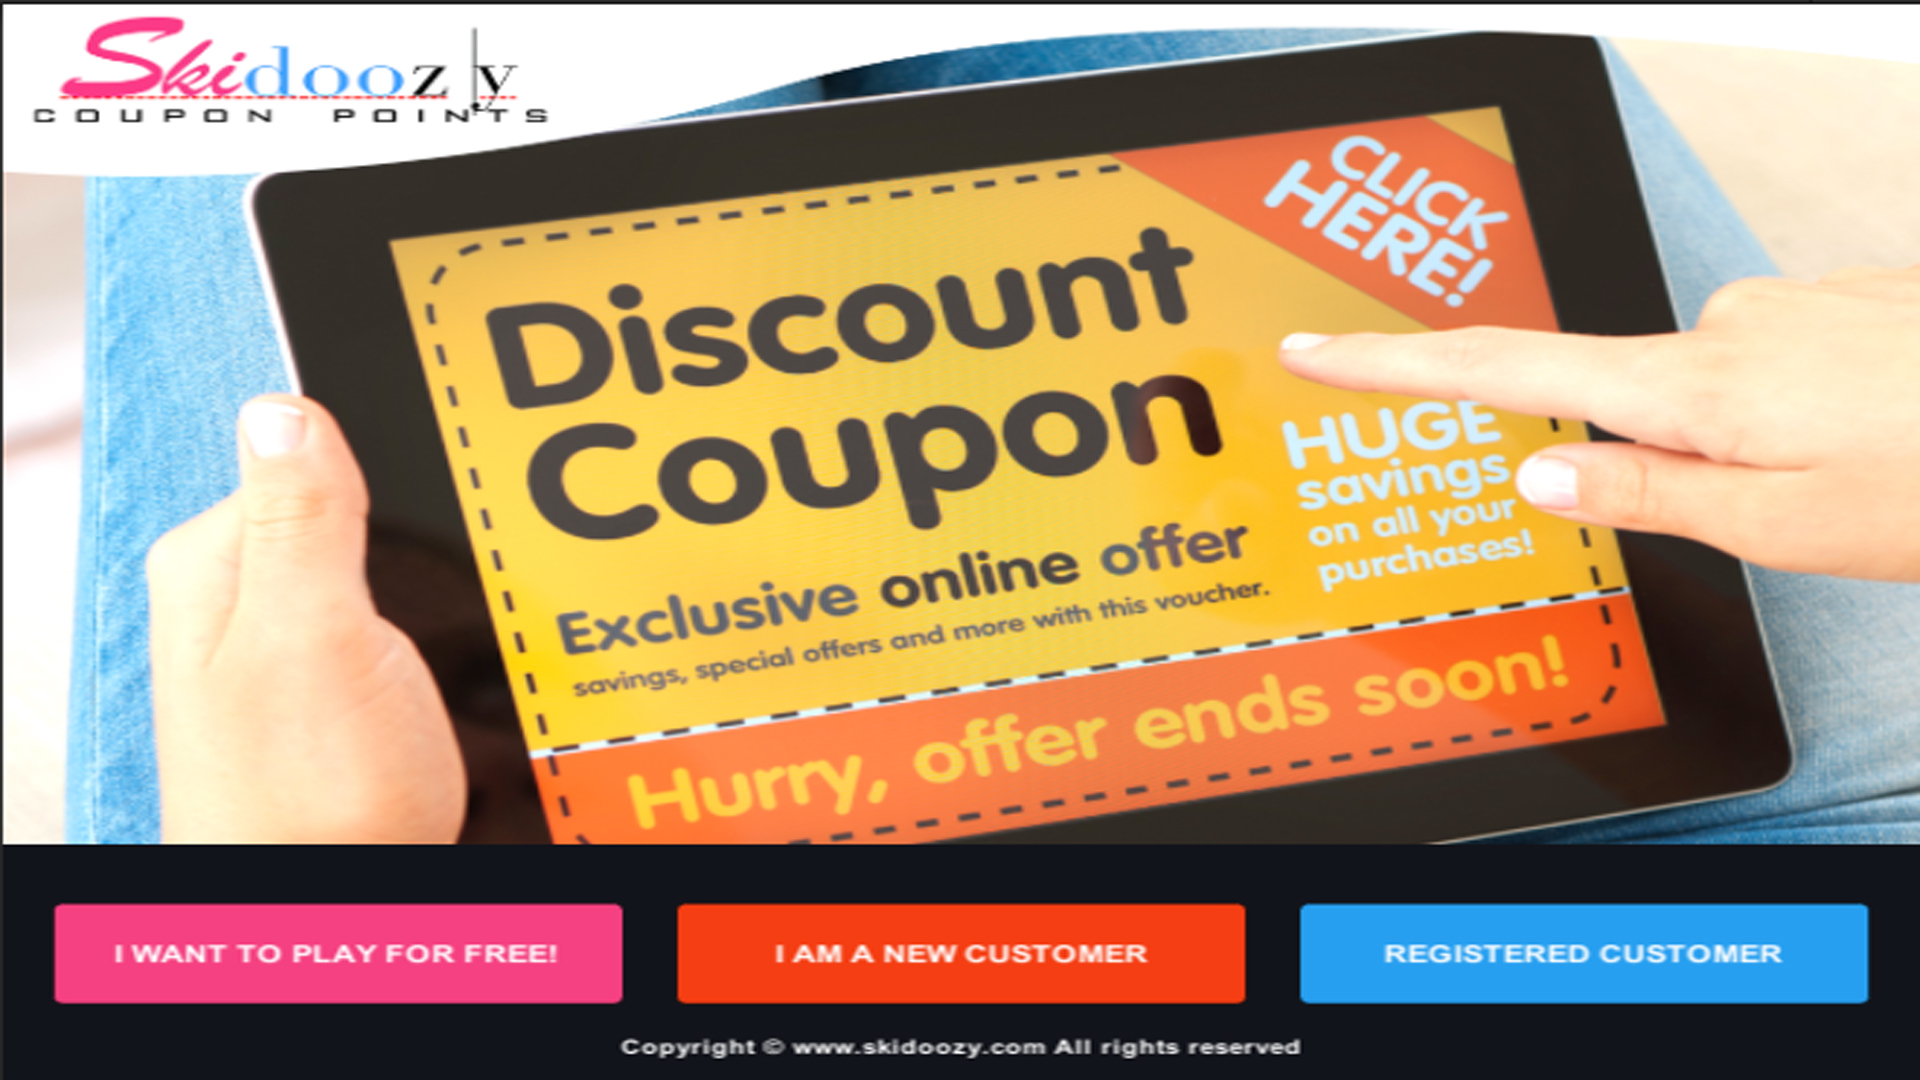 Skidoozy
COUPON POINTS
CLICK
HERE!
Discount
Coupon
HUGE
savings
on all your
purchases!
Exclusive online offer
savings, special offers and more with this voucher.
Hurry, offer ends soon!
I WANT TO PLAY FOR FREE!
I AM A NEW CUSTOMER
REGISTERED CUSTOMER
Copyright © www.skidoozy.com All rights reserved